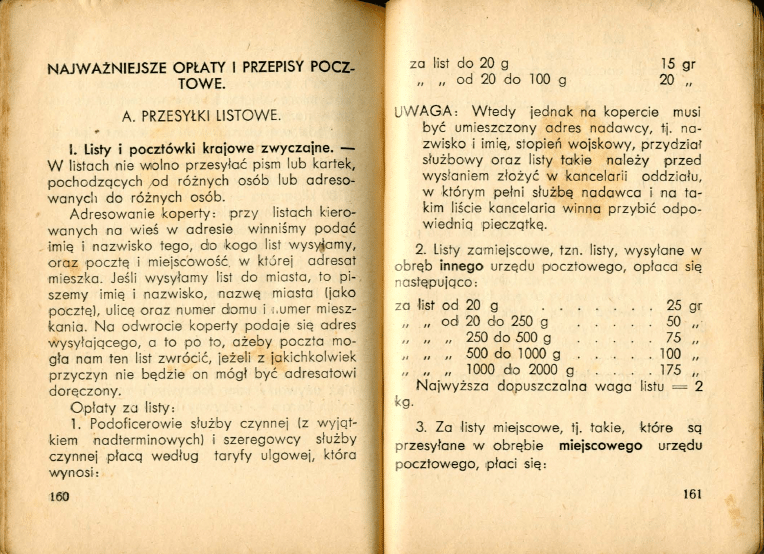 NAJWAŻNIEJSZE OPŁATY I PRZEPISY POCZ-
TOWE.
A. PRZESYŁKI LISTOWE.
I. Listy i pocztówki krajowe zwyczajne. —
W listach nie wolno przesyłać pism lub kartek,
pochodzących od różnych osób lub adreso-
wanych do różnych osób.
Adresowanie koperty: przy listach kiero-
wanych na wieś w adresie winniśmy podać
imię i nazwisko tego, do kogo list wysyłamy,
oraz pocztę i miejscowość, w której adresat
mieszka. Jeśli wysyłamy list do miasta, to pi-
szemy imię i nazwisko, nazwę miasta (jako
pocztę), ulicę oraz numer domu i numer miesz-
kania. Na odwrocie koperty podaje się adres
wysyłającego, a to po to, ażeby poczta mo-
gła nam ten list zwrócić, jeżeli z jakichkolwiek
przyczyn nie będzie on mógł być adresatowi
doręczony.
Opłaty za listy:
1. Podoficerowie służby czynnej (z wyjąt-
kiem nadterminowych) i szeregowcy służby
czynnej płacą według taryfy ulgowej, która
wynosi:
160
za list do 20 g 15 gr
„ „ od 20 do 100 g 20 „
UWAGA: Wtedy jednak na kopercie musi
być umieszczony adres nadawcy, tj. na-
zwisko i imię, stopień wojskowy, przydział
służbowy oraz listy takie należy przed
wysłaniem złożyć w kancelarii oddziału,
w którym pełni służbę nadawca i na ta-
kim liście kancelaria winna przybić odpo-
wiednią pieczątkę.
2. Listy zamiejscowe, tzn. listy, wysyłane w
obręb innego urzędu pocztowego, opłaca się
następująco:
za list od 20 g . . . . . . . 25 gr
„ „ od 20 do 250 g . . . . . 50 „
„ „ „ 250 do 500 g . . . . . 75 „
„ „ „ 500 do 1000 g . . . . . 100 „
„ „ „ 1000 do 2000 g . . . . 175 „
Najwyższa dopuszczalna waga listu = 2
kg.
3. Za listy miejscowe, tj. takie, które są
przesyłane w obrębie miejscowego urzędu
pocztowego, płaci się:
161